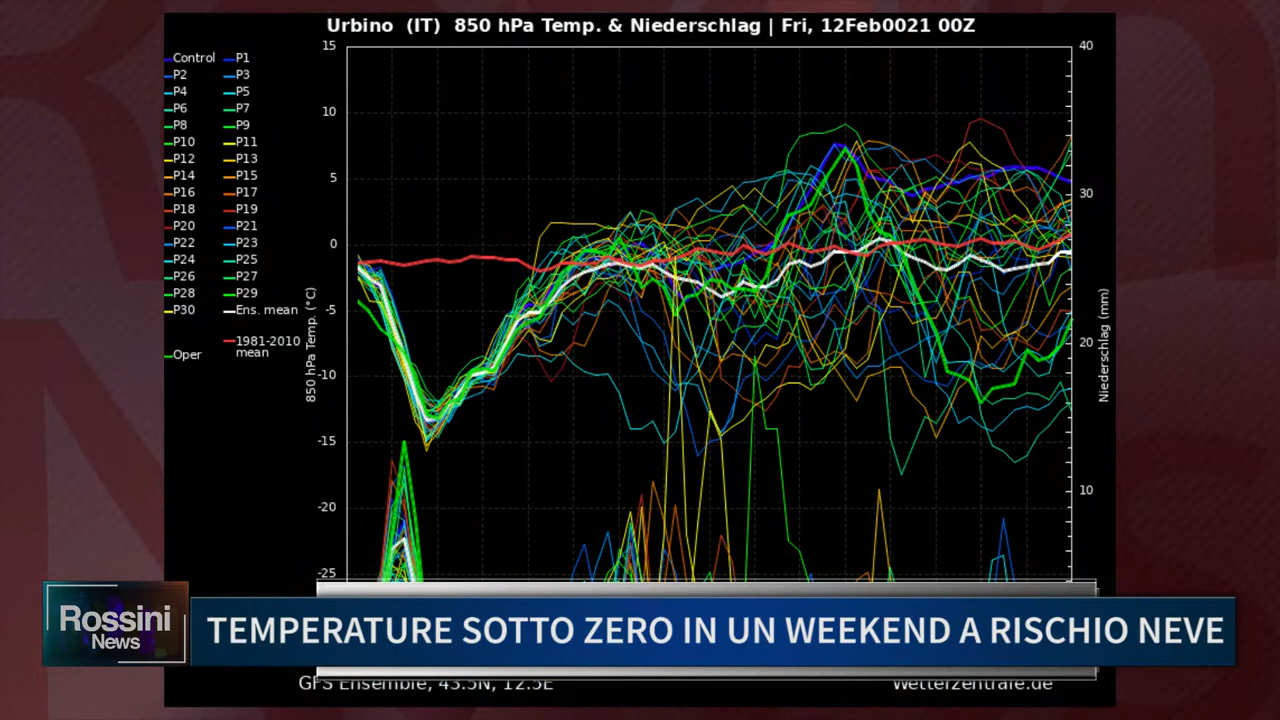 Urbino (IT) 850 hPa Temp. & Niederschlag | Fri, 12Feb0021 00Z
Control P1
P2 P3
P4 P5
P6 P7
P8 P9
P10 P11
P12 P13
P14 P15
P16 P17
P18 P19
P20 P21
P22 P23
P24 P25
P26 P27
P28 P29
P30 Ens. mean
1981-2010
mean
Oper
850 hPa Temp. (°C)
15
10
5
0
-5
-10
-15
-20
-25
40
30
20
10
Niederschlag (mm)
Rossini
News
TEMPERATURE SOTTO ZERO IN UN WEEKEND A RISCHIO NEVE
GFS Ensemble, 43.5N, 12.5E
Wetterzentrale.de